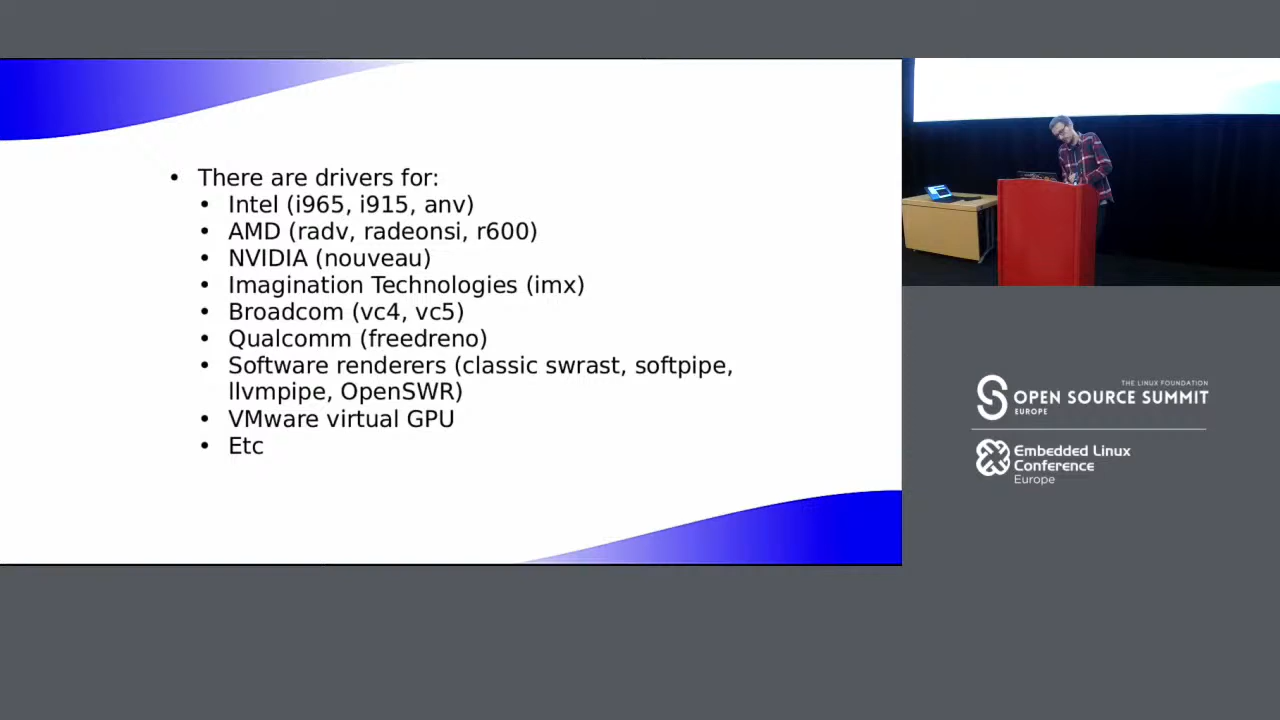 • There are drivers for:
• Intel (i965, i915, anv)
• AMD (radv, radeonsi, r600)
• NVIDIA (nouveau)
• Imagination Technologies (imx)
• Broadcom (vc4, vc5)
• Qualcomm (freedreno)
• Software renderers (classic swrast, softpipe,
llvmpipe, OpenSWR)
• VMware virtual GPU
• Etc
THE LINUX FOUNDATION
OPEN SOURCE SUMMIT
EUROPE
Embedded Linux
Conference
Europe